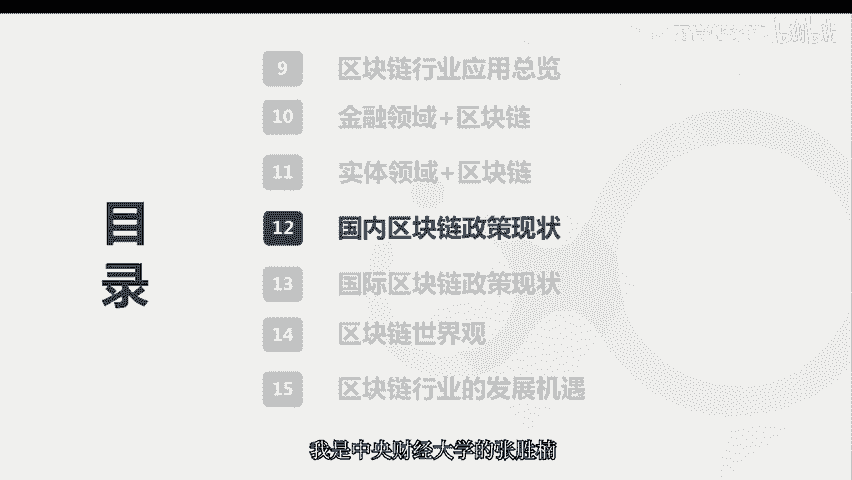 目录
9 区块链行业应用总览
10 金融领域+区块链
11 实体领域+区块链
12 国内区块链政策现状
13 国际区块链政策现状
14 区块链世界观
15 区块链行业的发展机遇
我是中央财经大学的张胜楠